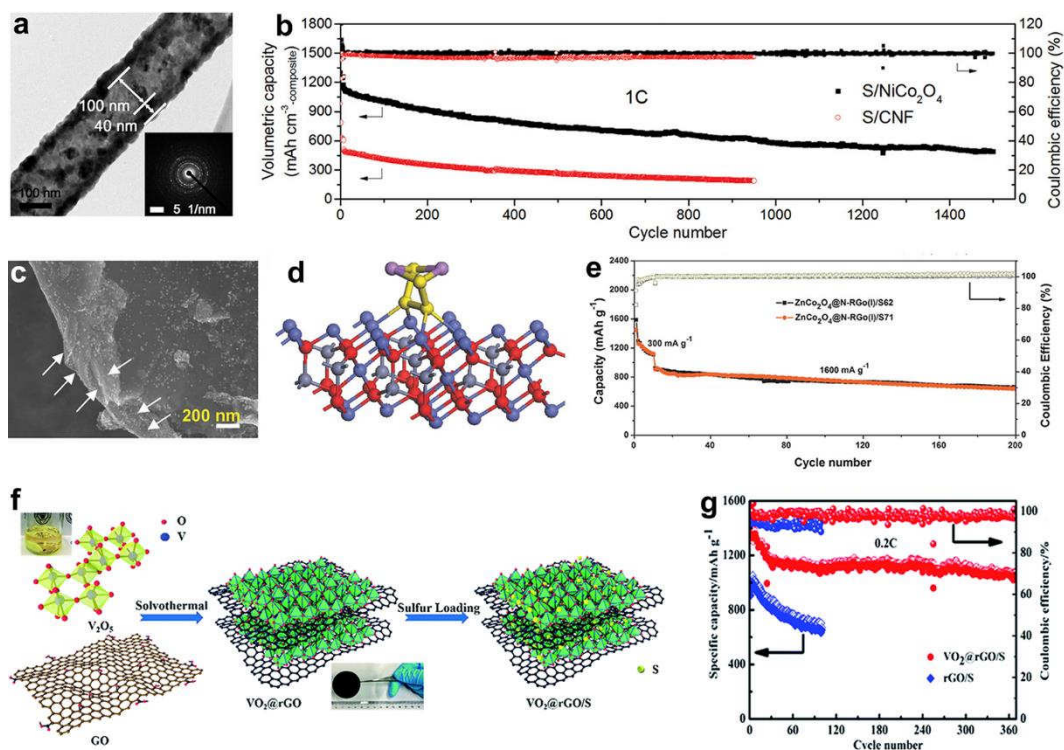 a
100 nm
40 nm
100 nm
5 1/nm
b
Volumetric capacity
(mAh cm⁻³-composite)
1800
1500
1200
900
600
300
0
0
200
400
600
800
1000
1200
1400
Cycle number
120
100
80
60
40
20
0
Coulombic efficiency (%)
1C
S/NiCo₂O₄
S/CNF
c
200 nm
d
e
Capacity (mAh g⁻¹)
2200
2000
1600
1200
800
400
0
0
40
80
120
160
200
Cycle number
100
80
60
40
20
0
Coulombic Efficiency (%)
ZnCo₂O₄@N-RGo(I)/S62
ZnCo₂O₄@N-RGo(I)/S71
300 mA g⁻¹
1600 mA g⁻¹
f
O
V
V₂O₅
GO
Solvothermal
VO₂@rGO
Sulfur Loading
S
VO₂@rGO/S
g
Specific capacity/mAh g⁻¹
1600
1400
1200
1000
800
600
400
0
0
60
120
180
240
300
360
Cycle number
100
90
80
70
60
50
40
20
0
Coulombic efficiency/%
0.2C
VO₂@rGO/S
rGO/S